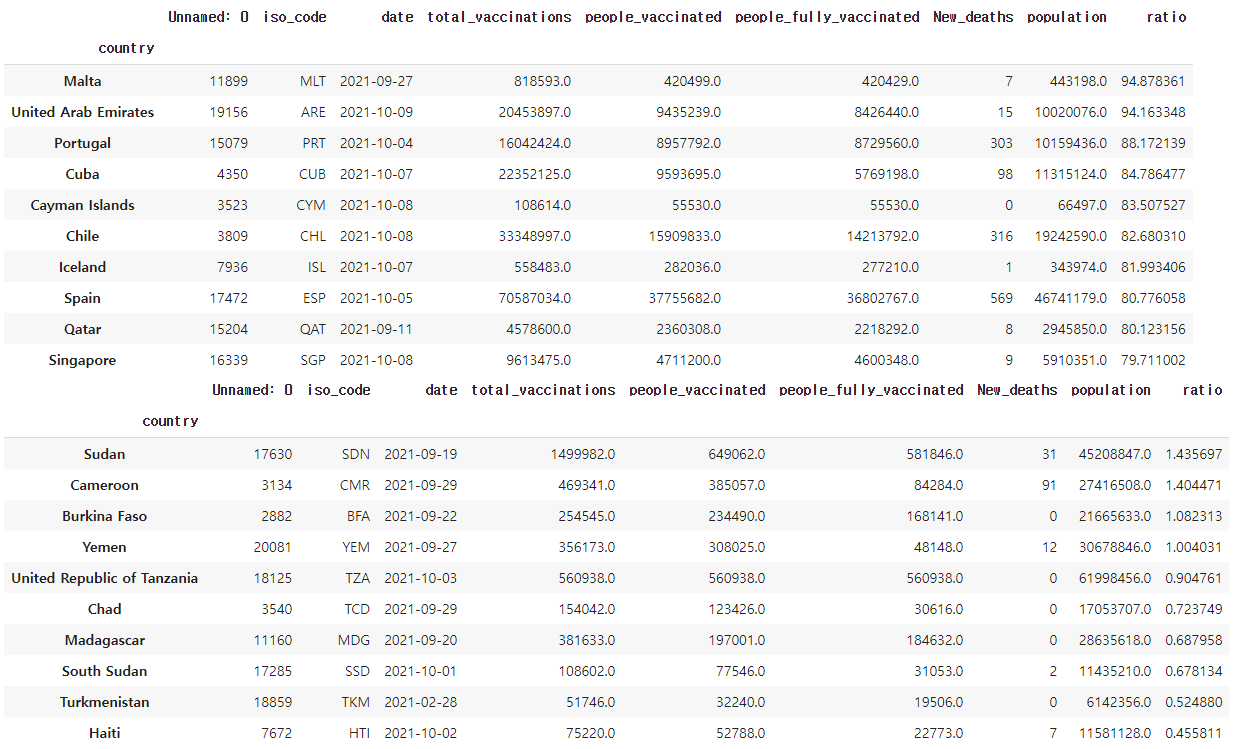 Unnamed: 0 iso_code date total_vaccinations people_vaccinated people_fully_vaccinated New_deaths population ratio
country
Malta 11899 MLT 2021-09-27 818593.0 420499.0 420429.0 7 443198.0 94.878361
United Arab Emirates 19156 ARE 2021-10-09 20453897.0 9435239.0 8426440.0 15 10020076.0 94.163348
Portugal 15079 PRT 2021-10-04 16042424.0 8957792.0 8729560.0 303 10159436.0 88.172139
Cuba 4350 CUB 2021-10-07 22352125.0 9593695.0 5769198.0 98 11315124.0 84.786477
Cayman Islands 3523 CYM 2021-10-08 108614.0 55530.0 55530.0 0 66497.0 83.507527
Chile 3809 CHL 2021-10-08 33348997.0 15909833.0 14213792.0 316 19242590.0 82.680310
Iceland 7936 ISL 2021-10-07 558483.0 282036.0 277210.0 1 343974.0 81.993406
Spain 17472 ESP 2021-10-05 70587034.0 37755682.0 36802767.0 569 46741179.0 80.776058
Qatar 15204 QAT 2021-09-11 4578600.0 2360308.0 2218292.0 8 2945850.0 80.123156
Singapore 16339 SGP 2021-10-08 9613475.0 4711200.0 4600348.0 9 5910351.0 79.711002
Unnamed: 0 iso_code date total_vaccinations people_vaccinated people_fully_vaccinated New_deaths population ratio
country
Sudan 17630 SDN 2021-09-19 1499982.0 649062.0 581846.0 31 45208847.0 1.435697
Cameroon 3134 CMR 2021-09-29 469341.0 385057.0 84284.0 91 27416508.0 1.404471
Burkina Faso 2882 BFA 2021-09-22 254545.0 234490.0 168141.0 0 21665633.0 1.082313
Yemen 20081 YEM 2021-09-27 356173.0 308025.0 48148.0 12 30678846.0 1.004031
United Republic of Tanzania 18125 TZA 2021-10-03 560938.0 560938.0 560938.0 0 61998456.0 0.904761
Chad 3540 TCD 2021-09-29 154042.0 123426.0 30616.0 0 17053707.0 0.723749
Madagascar 11160 MDG 2021-09-20 381633.0 197001.0 184632.0 0 28635618.0 0.687958
South Sudan 17285 SSD 2021-10-01 108602.0 77546.0 31053.0 2 11435210.0 0.678134
Turkmenistan 18859 TKM 2021-02-28 51746.0 32240.0 19506.0 0 6142356.0 0.524880
Haiti 7672 HTI 2021-10-02 75220.0 52788.0 22773.0 7 11581128.0 0.455811